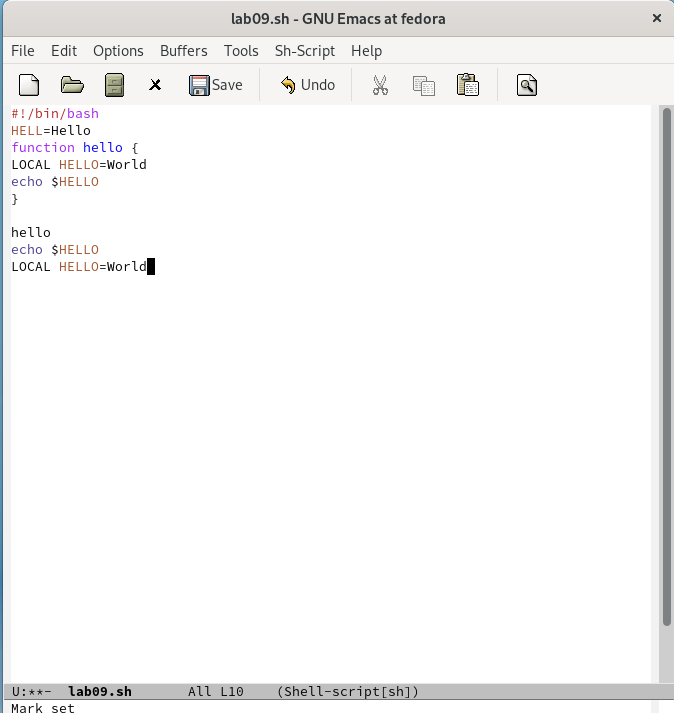 lab09.sh - GNU Emacs at fedora
File Edit Options Buffers Tools Sh-Script Help
Save Undo
#!/bin/bash
HELL=Hello
function hello {
LOCAL HELLO=World
echo $HELLO
}
hello
echo $HELLO
LOCAL HELLO=World
U:**- lab09.sh All L10 (Shell-script[sh])
Mark set